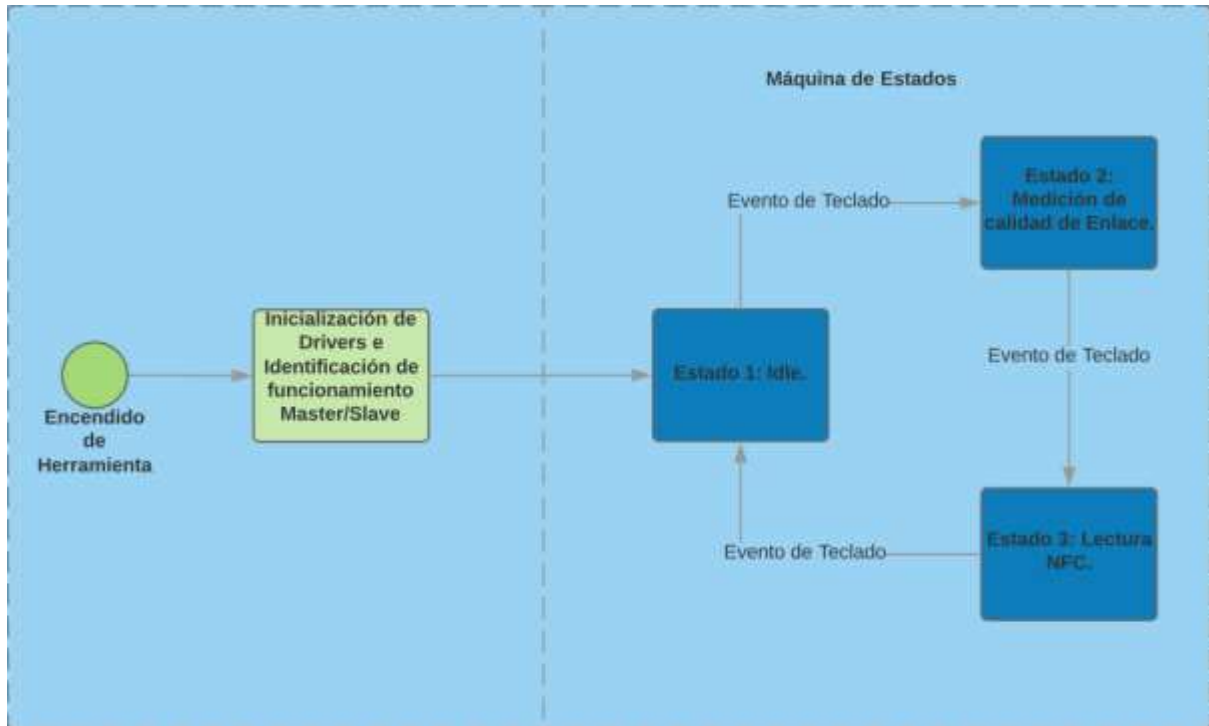 Máquina de Estados
Estado 2:
Medición de
calidad de Enlace.
Evento de Teclado
Inicialización de
Drivers e
Identificación de
funcionamiento
Master/Slave
Estado 1: Idle.
Evento de Teclado
Encendido
de
Herramienta
Estado 3: Lectura
NFC.
Evento de Teclado